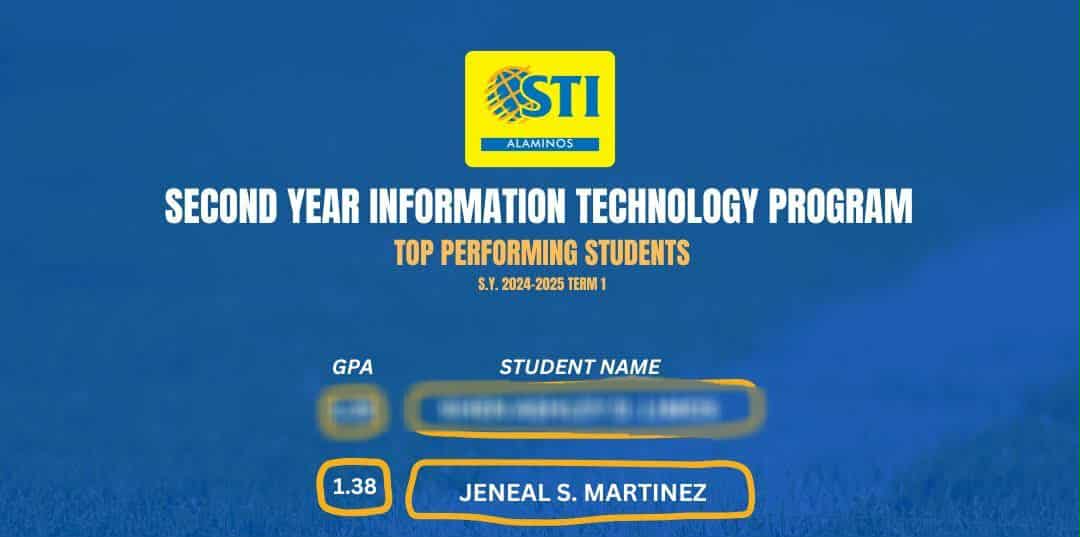 STI
ALAMINOS
SECOND YEAR INFORMATION TECHNOLOGY PROGRAM
TOP PERFORMING STUDENTS
S.Y. 2024-2025 TERM 1
GPA STUDENT NAME
1.38 JENEAL S. MARTINEZ